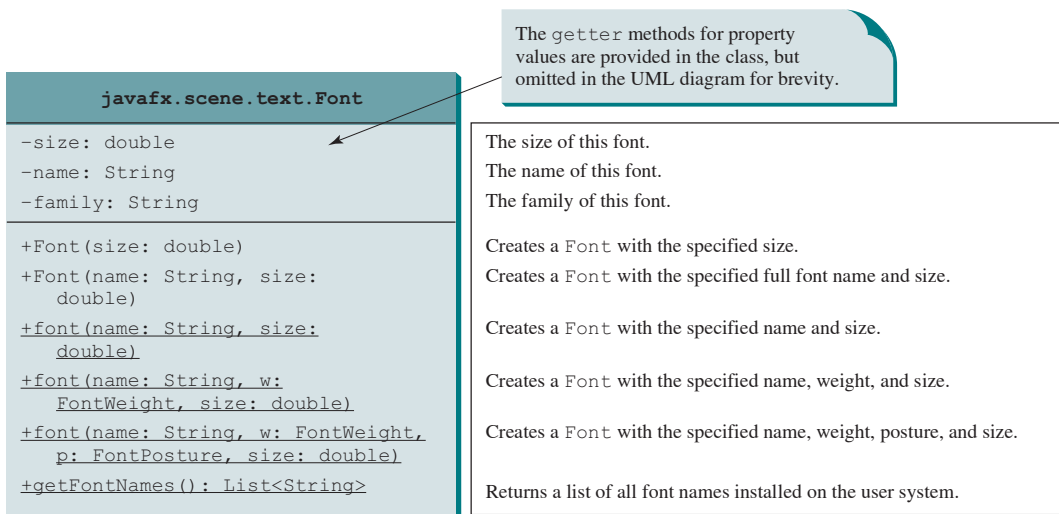 The getter methods for property
values are provided in the class, but
omitted in the UML diagram for brevity.
javafx.scene.text.Font
-size: double
-name: String
-family: String
The size of this font.
The name of this font.
The family of this font.
+Font(size: double)
+Font(name: String, size:
double)
+font(name: String, size:
double)
+font(name: String, w:
FontWeight, size: double)
+font(name: String, w: FontWeight,
p: FontPosture, size: double)
+getFontNames(): List<String>
Creates a Font with the specified size.
Creates a Font with the specified full font name and size.
Creates a Font with the specified name and size.
Creates a Font with the specified name, weight, and size.
Creates a Font with the specified name, weight, posture, and size.
Returns a list of all font names installed on the user system.